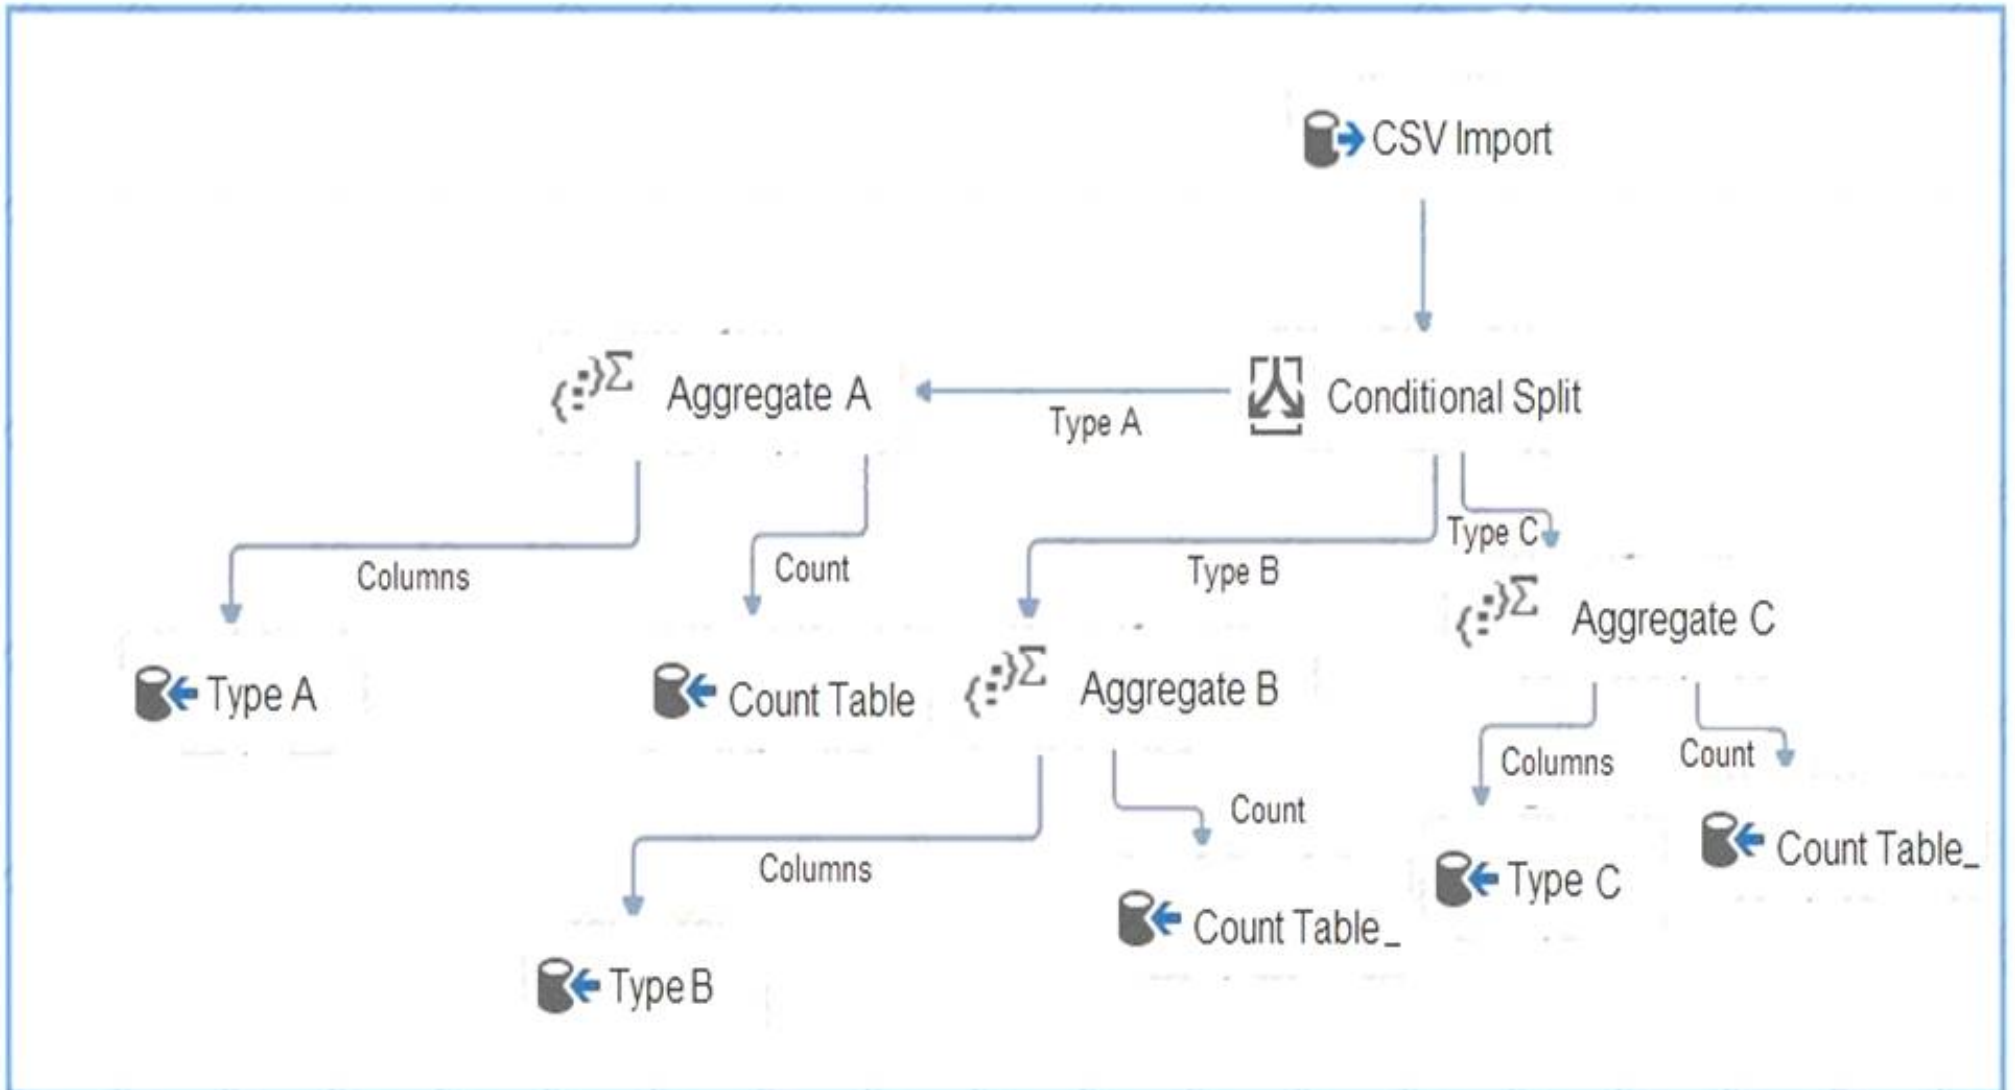 CSV Import
Aggregate A
Type A
Conditional Split
Columns
Count
Type B
Type C
Type A
Count Table
Aggregate B
Aggregate C
Columns
Count
Columns
Count
Type B
Count Table_
Type C
Count Table_